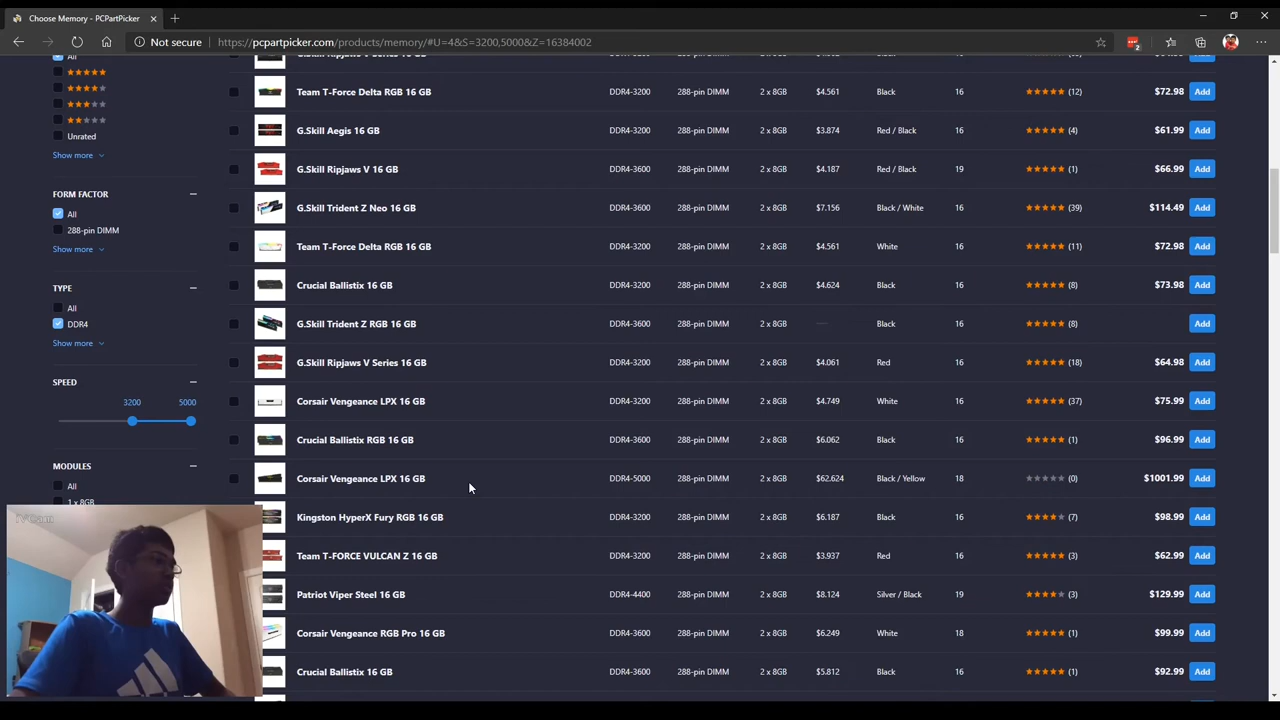 Choose Memory - PCPartPicker
Not secure https://pcpartpicker.com/products/memory/#U=4&S=3200,5000&Z=16384002
2
All
Unrated
Show more
FORM FACTOR
All
288-pin DIMM
Show more
TYPE
All
DDR4
Show more
SPEED
3200 5000
MODULES
All
1 x 8GB
iVCam
Team T-Force Delta RGB 16 GB DDR4-3200 288-pin DIMM 2 x 8GB $4.561 Black 16 (12) $72.98 Add
G.Skill Aegis 16 GB DDR4-3200 288-pin DIMM 2 x 8GB $3.874 Red / Black 16 (4) $61.99 Add
G.Skill Ripjaws V 16 GB DDR4-3600 288-pin DIMM 2 x 8GB $4.187 Red / Black 19 (1) $66.99 Add
G.Skill Trident Z Neo 16 GB DDR4-3600 288-pin DIMM 2 x 8GB $7.156 Black / White 16 (39) $114.49 Add
Team T-Force Delta RGB 16 GB DDR4-3200 288-pin DIMM 2 x 8GB $4.561 White 16 (11) $72.98 Add
Crucial Ballistix 16 GB DDR4-3200 288-pin DIMM 2 x 8GB $4.624 Black 16 (8) $73.98 Add
G.Skill Trident Z RGB 16 GB DDR4-3600 288-pin DIMM 2 x 8GB Black 16 (8) Add
G.Skill Ripjaws V Series 16 GB DDR4-3200 288-pin DIMM 2 x 8GB $4.061 Red 16 (18) $64.98 Add
Corsair Vengeance LPX 16 GB DDR4-3200 288-pin DIMM 2 x 8GB $4.749 White 16 (37) $75.99 Add
Crucial Ballistix RGB 16 GB DDR4-3600 288-pin DIMM 2 x 8GB $6.062 Black 16 (1) $96.99 Add
Corsair Vengeance LPX 16 GB DDR4-5000 288-pin DIMM 2 x 8GB $62.624 Black / Yellow 18 (0) $1001.99 Add
Kingston HyperX Fury RGB 16 DDR4-3200 288-pin DIMM 2 x 8GB $6.187 Black 16 (7) $98.99 Add
Team T-FORCE VULCAN Z 16 GB DDR4-3200 288-pin DIMM 2 x 8GB $3.937 Red 16 (3) $62.99 Add
Patriot Viper Steel 16 GB DDR4-4400 288-pin DIMM 2 x 8GB $8.124 Silver / Black 19 (3) $129.99 Add
Corsair Vengeance RGB Pro 16 GB DDR4-3600 288-pin DIMM 2 x 8GB $6.249 White 18 (1) $99.99 Add
Crucial Ballistix 16 GB DDR4-3600 288-pin DIMM 2 x 8GB $5.812 Black 16 (1) $92.99 Add